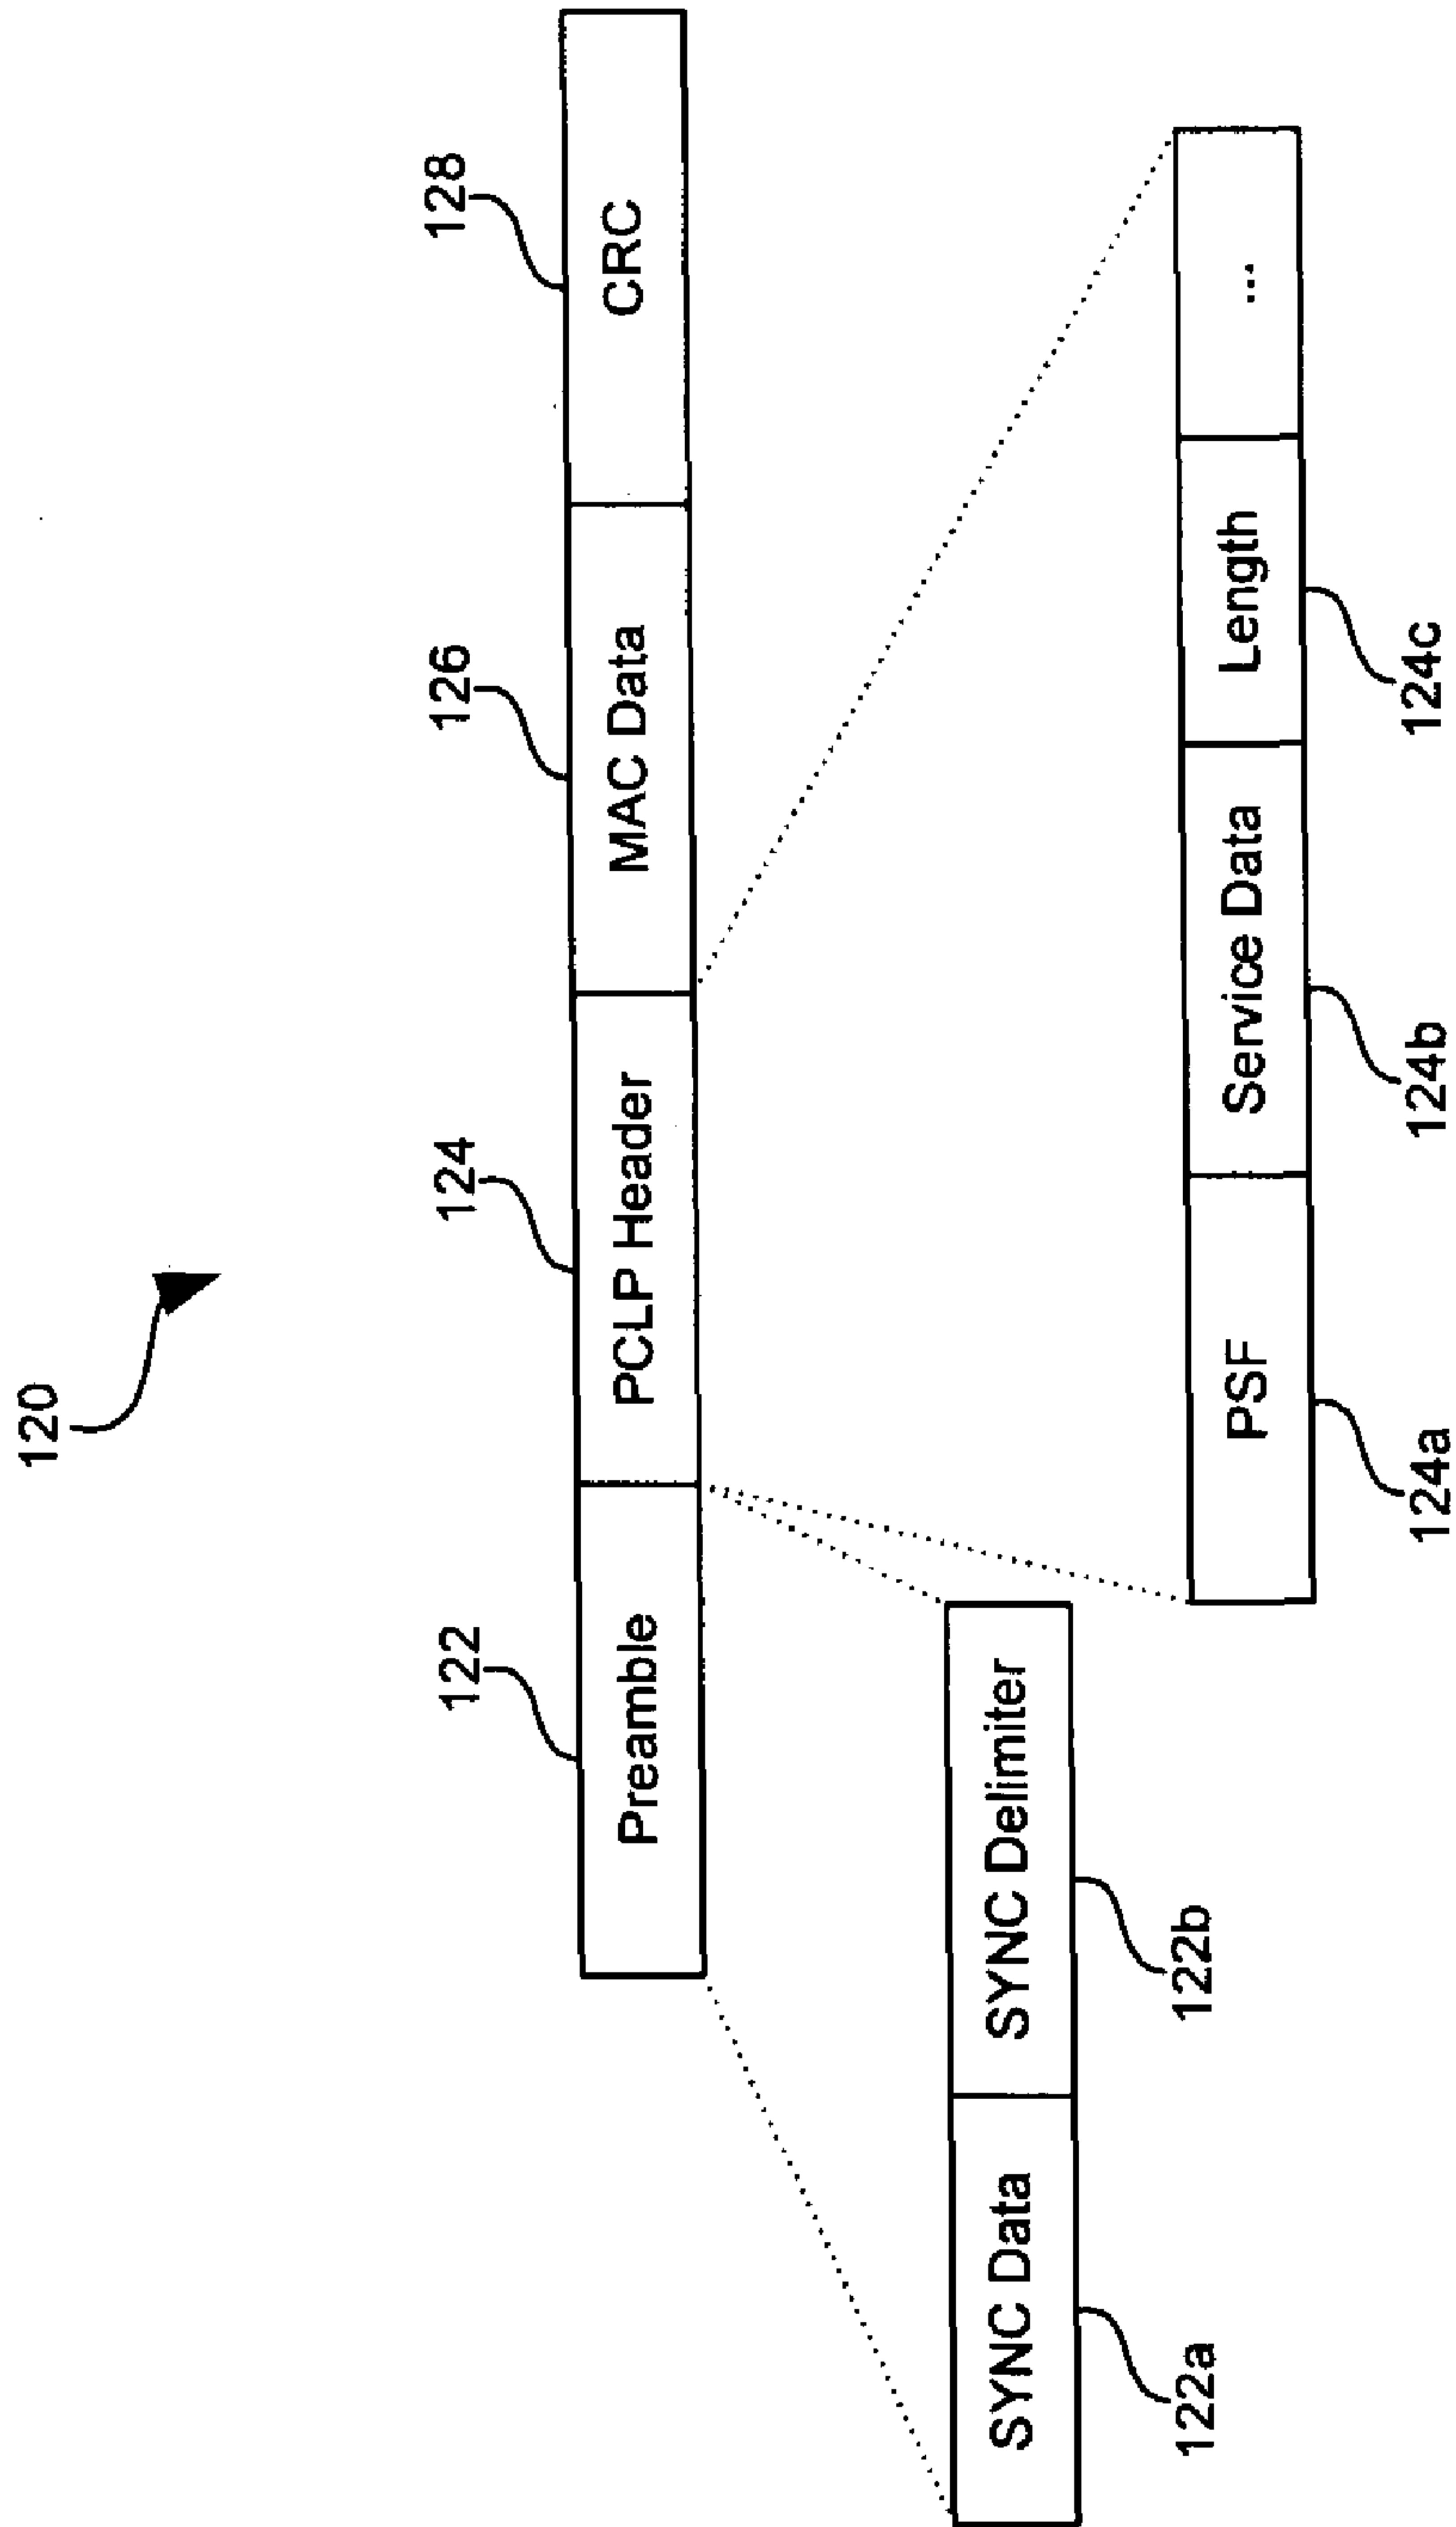 120
122
124
126
128
Preamble
PCLP Header
MAC Data
CRC
SYNC Data
SYNC Delimiter
122a
122b
PSF
Service Data
Length
...
124a
124b
124c